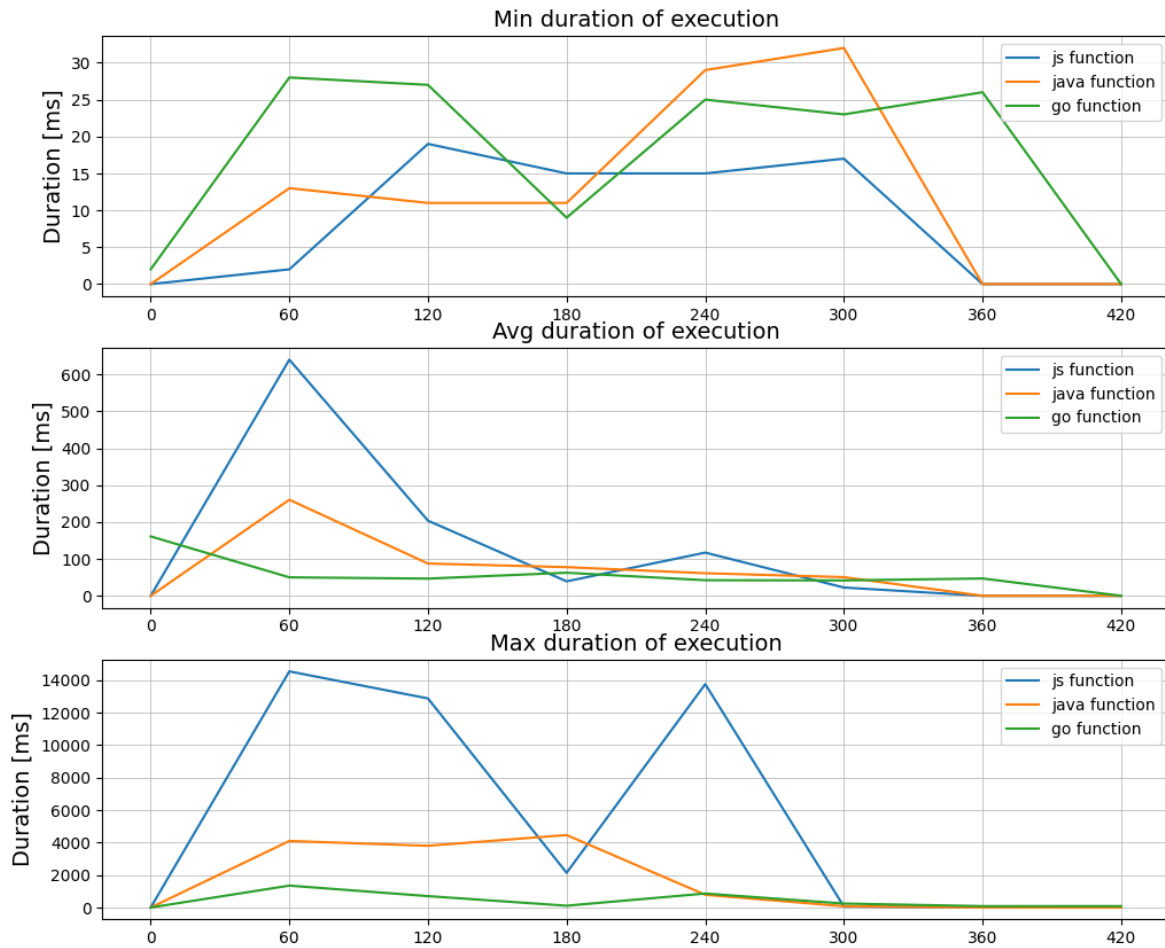 Min duration of execution
Duration [ms]
30
25
20
15
10
5
0
js function
java function
go function
0 60 120 180 240 300 360 420
Avg duration of execution
Duration [ms]
600
500
400
300
200
100
0
js function
java function
go function
0 60 120 180 240 300 360 420
Max duration of execution
Duration [ms]
14000
12000
10000
8000
6000
4000
2000
0
js function
java function
go function
0 60 120 180 240 300 360 420